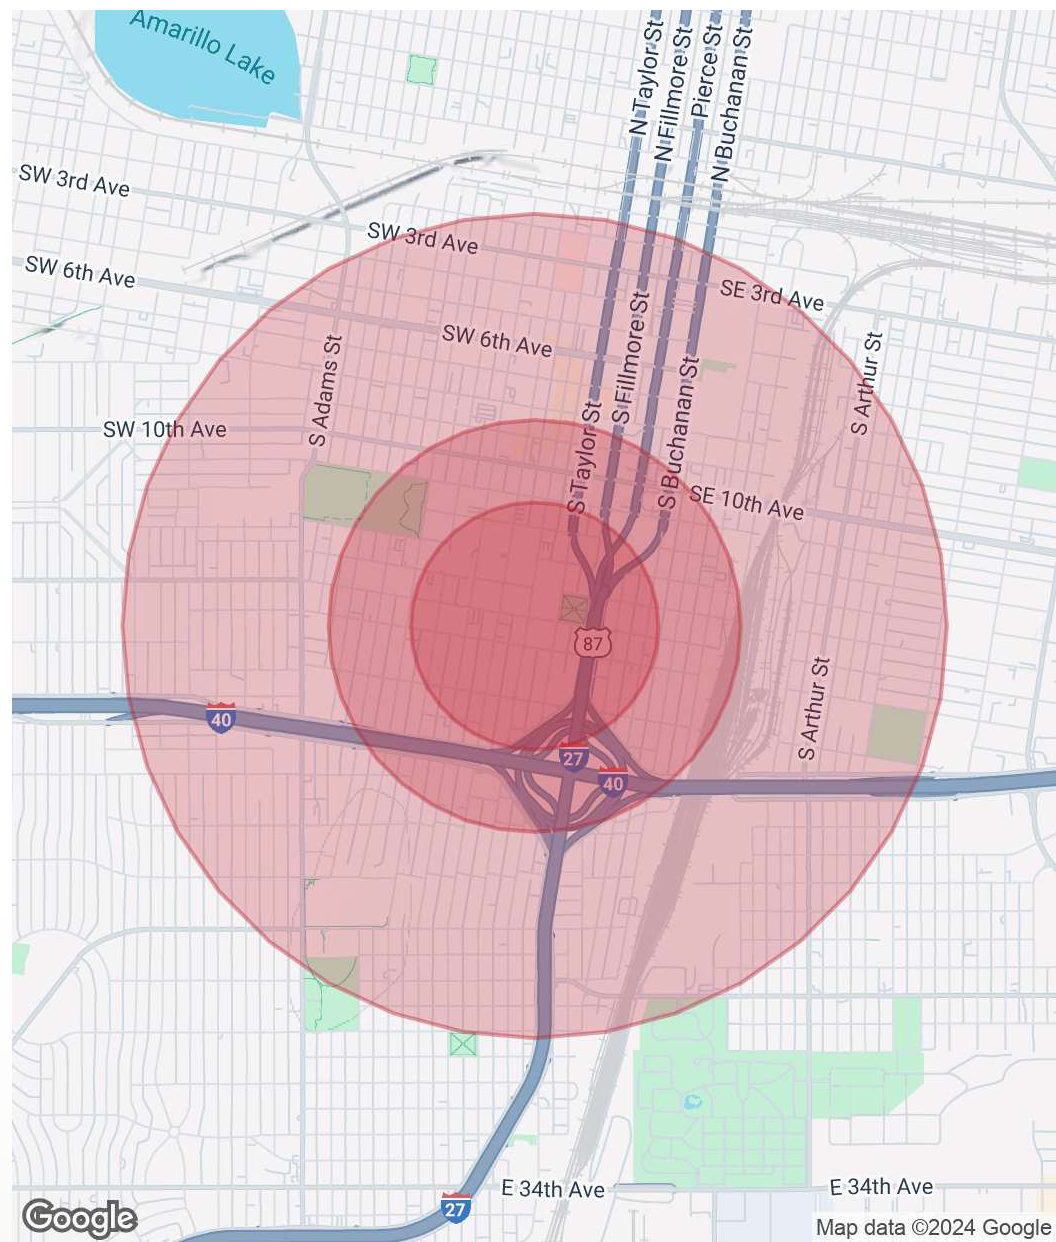 Amarillo Lake
N Taylor St
N Fillmore St
Pierce St
N Buchanan St
SW 3rd Ave
SW 3rd Ave
SW 6th Ave
SE 3rd Ave
SW 6th Ave
S Adams St
S Fillmore St
S Arthur St
SW 10th Ave
S Taylor St
S Buchanan St
SE 10th Ave
87
S Arthur St
40
27
40
E 34th Ave
E 34th Ave
27
Google
Map data ©2024 Google